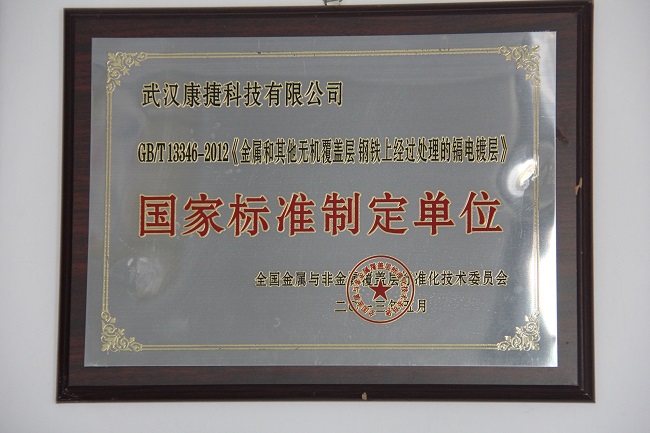 武汉康捷科技有限公司
GB/T 13346-2012《金属和其他无机覆盖层 钢铁上经过处理的镉电镀层》
国家标准制定单位
全国金属与非金 覆盖层 准化技术委员会
二 三 月